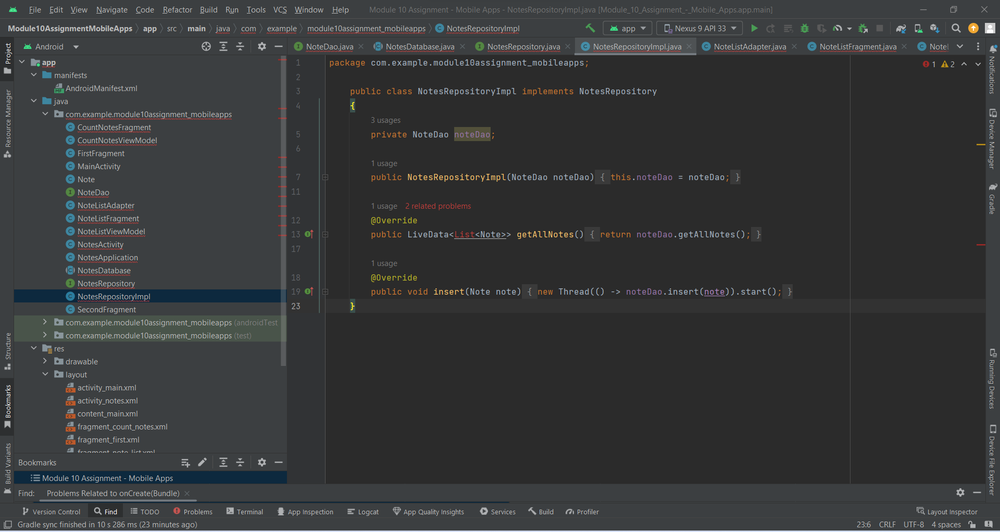 File Edit View Navigate Code Refactor Build Run Tools VCS Window Help Module 10 Assignment - Mobile Apps - NotesRepositoryImpl.java [Module_10_Assignment_-_Mobile_Apps.app.main]
Module10AssignmentMobileApps app src main java com example module10assignment_mobileapps NotesRepositoryImpl app Nexus 9 API 33
Android
NoteDao.java NotesDatabase.java NotesRepository.java NotesRepositoryImpl.java NoteListAdapter.java NoteListFragment.java Notel
Project
Resource Manager
Structure
Bookmarks
Build Variants
app
manifests
AndroidManifest.xml
java
com.example.module10assignment_mobileapps
CountNotesFragment
CountNotesViewModel
FirstFragment
MainActivity
Note
NoteDao
NoteListAdapter
NoteListFragment
NoteListViewModel
NotesActivity
NotesApplication
NotesDatabase
NotesRepository
NotesRepositoryImpl
SecondFragment
com.example.module10assignment_mobileapps (androidTest
com.example.module10assignment_mobileapps (test)
res
drawable
layout
activity_main.xml
activity_notes.xml
content_main.xml
fragment_count_notes.xml
fragment_first.xml
fragment_note_list.xml
Bookmarks
Module 10 Assignment - Mobile Apps
1 package com.example.module10assignment_mobileapps;
1 2
2
3 public class NotesRepositoryImpl implements NotesRepository
4 {
3 usages
5 private NoteDao noteDao;
6
1 usage
7 public NotesRepositoryImpl(NoteDao noteDao) { this.noteDao = noteDao; }
11
1 usage 2 related problems
12 @Override
13 public LiveData<List<Note>> getAllNotes() { return noteDao.getAllNotes(); }
17
1 usage
18 @Override
19 public void insert(Note note) { new Thread(() -> noteDao.insert(note)).start(); }
23 }
Notifications
Device Manager
Gradle
Running Devices
Device File Explorer
Find: Problems Related to onCreate(Bundle)
Version Control Find TODO Problems Terminal App Inspection Logcat App Quality Insights Services Build Profiler Layout Inspector
Gradle sync finished in 10 s 286 ms (23 minutes ago) 23:6 CRLF UTF-8 4 spaces